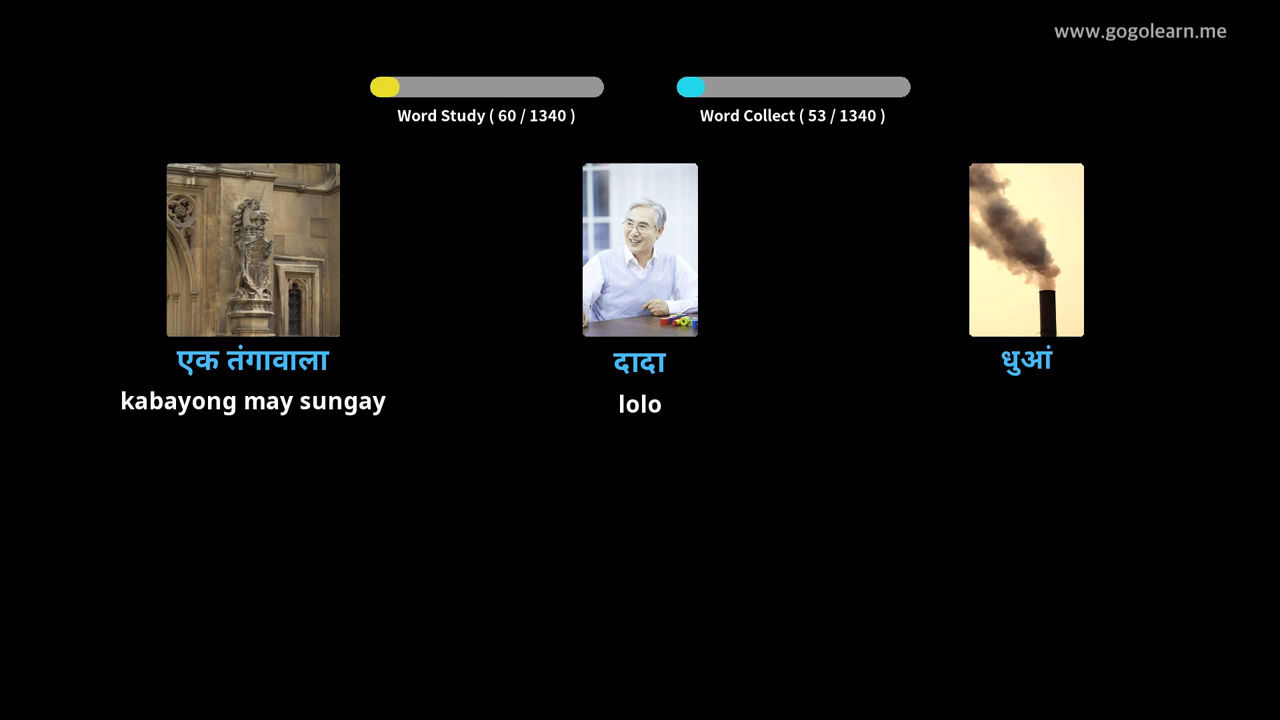 www.gogolearn.me
Word Study ( 60 / 1340 )
Word Collect ( 53 / 1340 )
एक तंगावाला
दादा
धुआं
kabayong may sungay
lolo